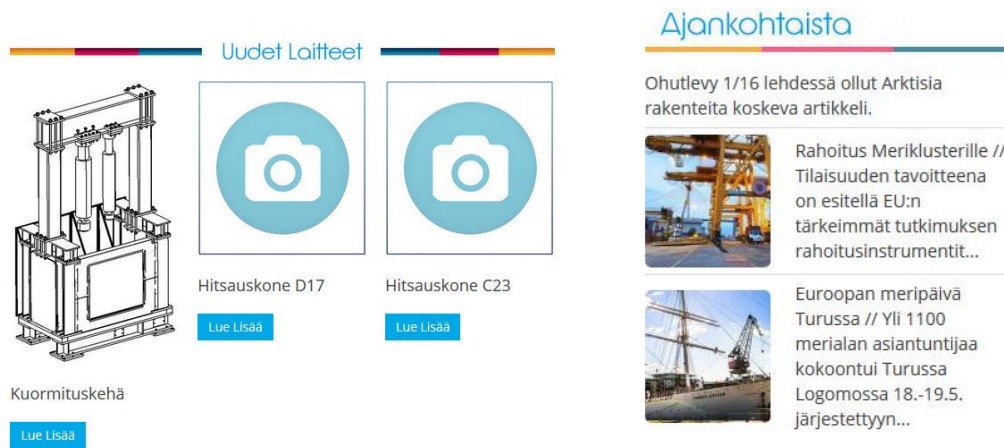 Uudet Laitteet
Hitsauskone D17
Lue Lisää
Hitsauskone C23
Lue Lisää
Kuormituskehä
Lue Lisää
Ajankohtaista
Ohutlevy 1/16 lehdessä ollut Arktisia
rakenteita koskeva artikkeli.
Rahoitus Meriklusterille //
Tilaisuuden tavoitteena
on esitellä EU:n
tärkeimmät tutkimuksen
rahoitusinstrumentit...
Euroopan meripäivä
Turussa // Yli 1100
merialan asiantuntijaa
kokoontui Turussa
Logomossa 18.-19.5.
järjestettyyn...